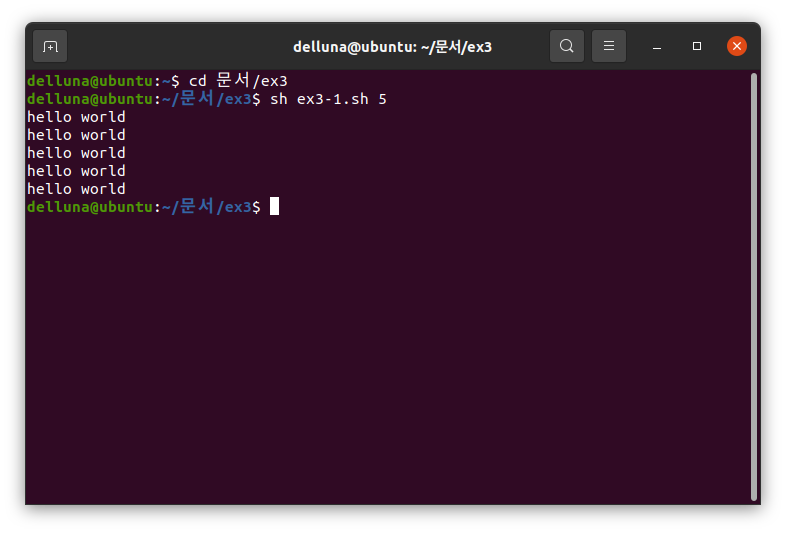 delluna@ubuntu: ~/문서/ex3
delluna@ubuntu:~$ cd 문서/ex3
delluna@ubuntu:~/문서/ex3$ sh ex3-1.sh 5
hello world
hello world
hello world
hello world
hello world
delluna@ubuntu:~/문서/ex3$